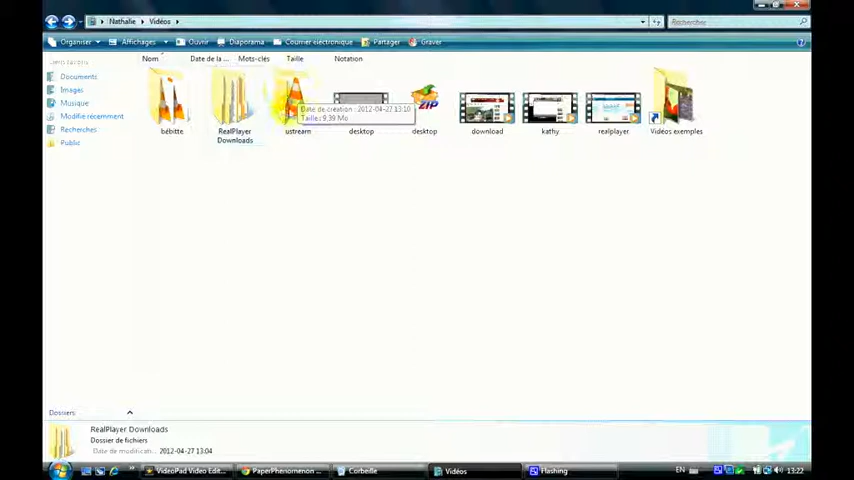 Nathalie ▸ Vidéos ▸
Rechercher
Organiser Affichages Ouvrir Diaporama Courrier électronique Partager Graver
Nom Date de la ... Mots-clés Taille Notation
Documents
Images
Musique
Modifié récemment
Recherches
Public
ZIP
Date de création : 2012-04-27 13:10
Taille : 9,39 Mo
bébitte
RealPlayer Downloads
ustream
desktop
desktop
download
kathy
realplayer
Vidéos exemples
Dossiers
RealPlayer Downloads
Dossier de fichiers
Date de modificati... 2012-04-27 13:04
VideoPad Video Edit... PaperPhenomenon ... Corbeille Vidéos Flashing EN 13:22